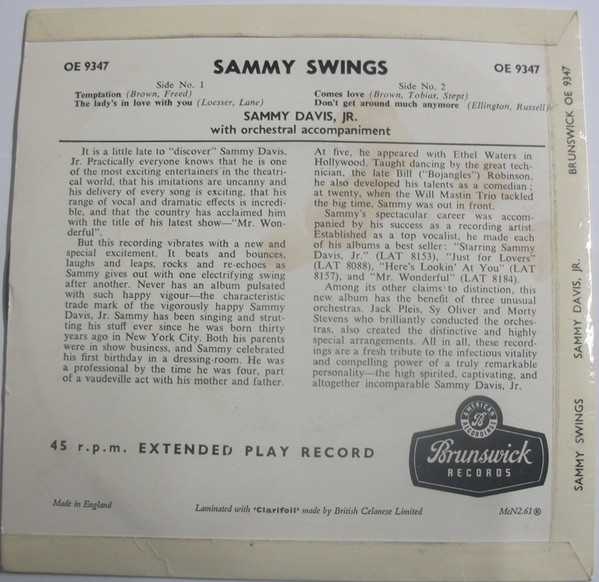 OE 9347 SAMMY SWINGS OE 9347
Side No. 1
Temptation (Brown, Freed)
The lady's in love with you (Loesser, Lane)
Side No. 2
Comes love (Brown, Tobias, Stept)
Don't get around much anymore (Ellington, Russell)
SAMMY DAVIS, JR.
with orchestral accompaniment
It is a little late to "discover" Sammy Davis,
Jr. Practically everyone knows that he is one
of the most exciting entertainers in the theatri-
cal world, that his imitations are uncanny and
his delivery of every song is exciting, that his
range of vocal and dramatic effects is incredi-
ble, and that the country has acclaimed him
with the title of his latest show—"Mr. Won-
derful".
But this recording vibrates with a new and
special excitement. It beats and bounces,
laughs and leaps, rocks and re-echoes as
Sammy gives out with one electrifying swing
after another. Never has an album pulsated
with such happy vigour—the characteristic
trade mark of the vigorously happy Sammy
Davis, Jr. Sammy has been singing and strut-
ting his stuff ever since he was born thirty
years ago in New York City. Both his parents
were in show business, and Sammy celebrated
his first birthday in a dressing-room. He was
a professional by the time he was four, part
of a vaudeville act with his mother and father.
At five, he appeared with Ethel Waters in
Hollywood. Taught dancing by the great tech-
nician, the late Bill ("Bojangles") Robinson,
he also developed his talents as a comedian;
at twenty, when the Will Mastin Trio tackled
the big time, Sammy was out in front.
Sammy's spectacular career was accom-
panied by his success as a recording artist.
Established as a top vocalist, he made each
of his albums a best seller: "Starring Sammy
Davis, Jr." (LAT 8153), "Just for Lovers"
(LAT 8088), "Here's Lookin' At You" (LAT
8157), and "Mr. Wonderful" (LAT 8184).
Among its other claims to distinction, this
new album has the benefit of three unusual
orchestras. Jack Pleis, Sy Oliver and Morty
Stevens who brilliantly conducted the orches-
tras, also created the distinctive and highly
special arrangements. All in all, these record-
ings are a fresh tribute to the infectious vitality
and compelling power of a truly remarkable
personality—the high spirited, captivating, and
altogether incomparable Sammy Davis, Jr.
45 r.p.m. EXTENDED PLAY RECORD
AMERICAN
B
RECORDINGS
Brunswick
RECORDS
Made in England
Laminated with 'Clarifoil' made by British Celanese Limited
McN2.61®
SAMMY SWINGS SAMMY DAVIS, JR. BRUNSWICK OE 9347